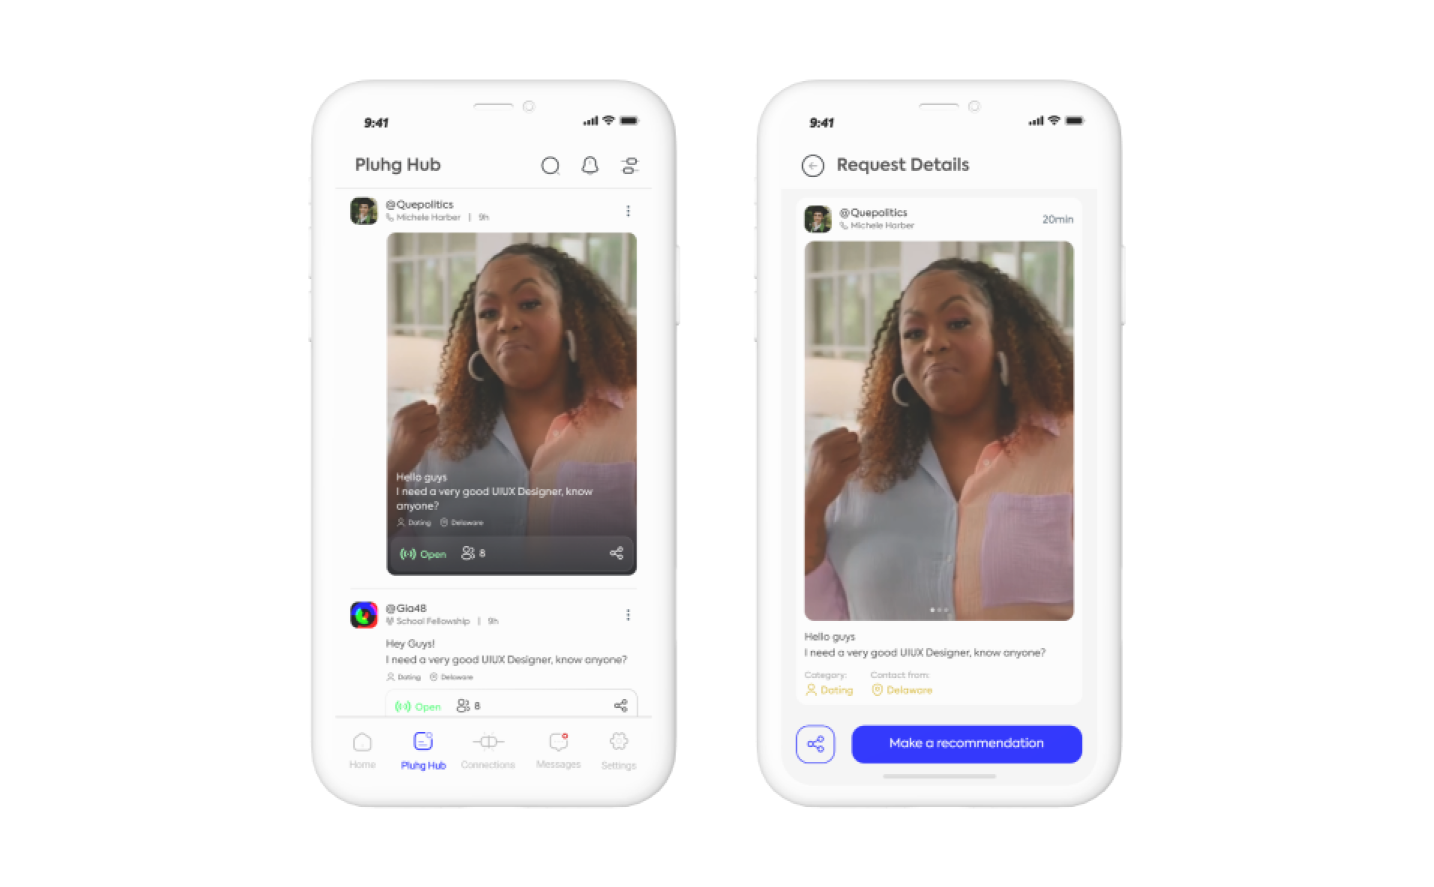 9:41
Pluhg Hub
@Quepolitics
Michele Harber | 9h
Hello guys
I need a very good UIUX Designer, know
anyone?
Dating Delaware
Open 8
@Gia48
School Fellowship | 9h
Hey Guys!
I need a very good UIUX Designer, know anyone?
Dating Delaware
Open 8
Home Pluhg Hub Connections Messages Settings
9:41
Request Details
@Quepolitics
Michele Harber
20min
Hello guys
I need a very good UIUX Designer, know anyone?
Category: Contact from:
Dating Delaware
Make a recommendation